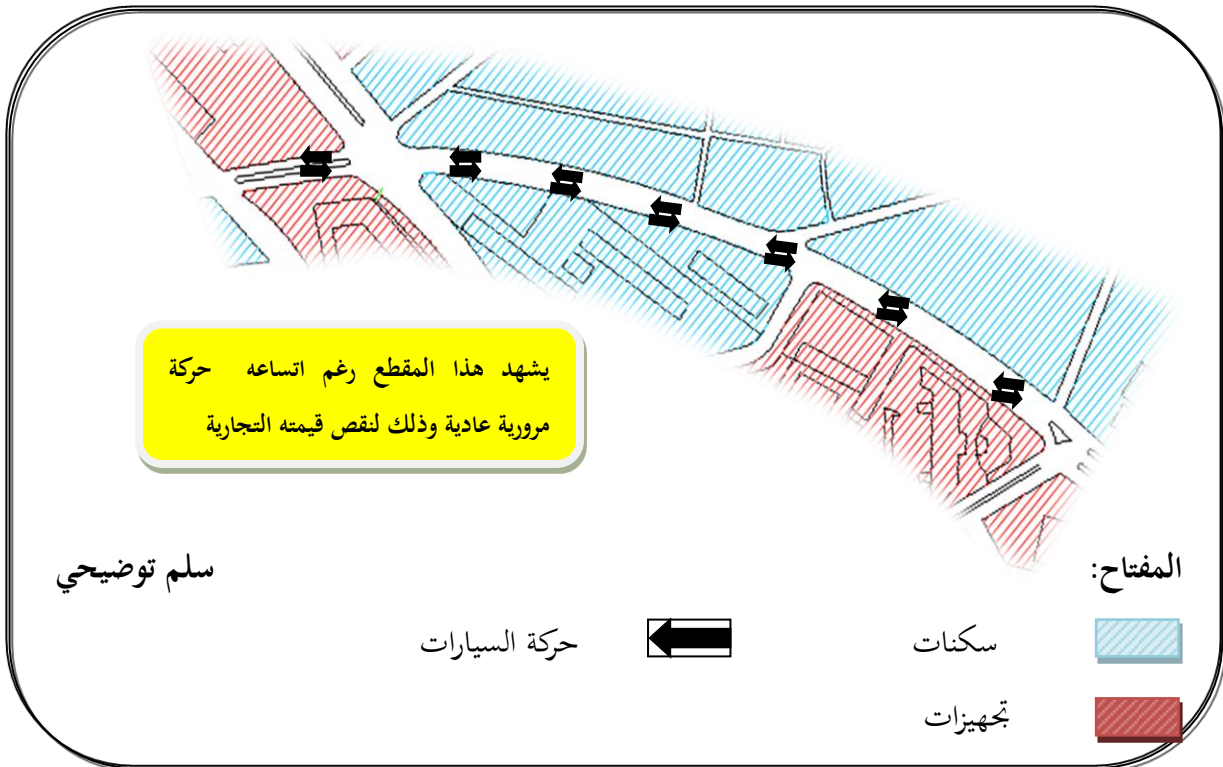 يشهد هذا المقطع رغم اتساعه حركة
مرورية عادية وذلك لنقص قيمته التجارية
المفتاح:
سلم توضيحي
سكنات
حركة السيارات
تجهيزات